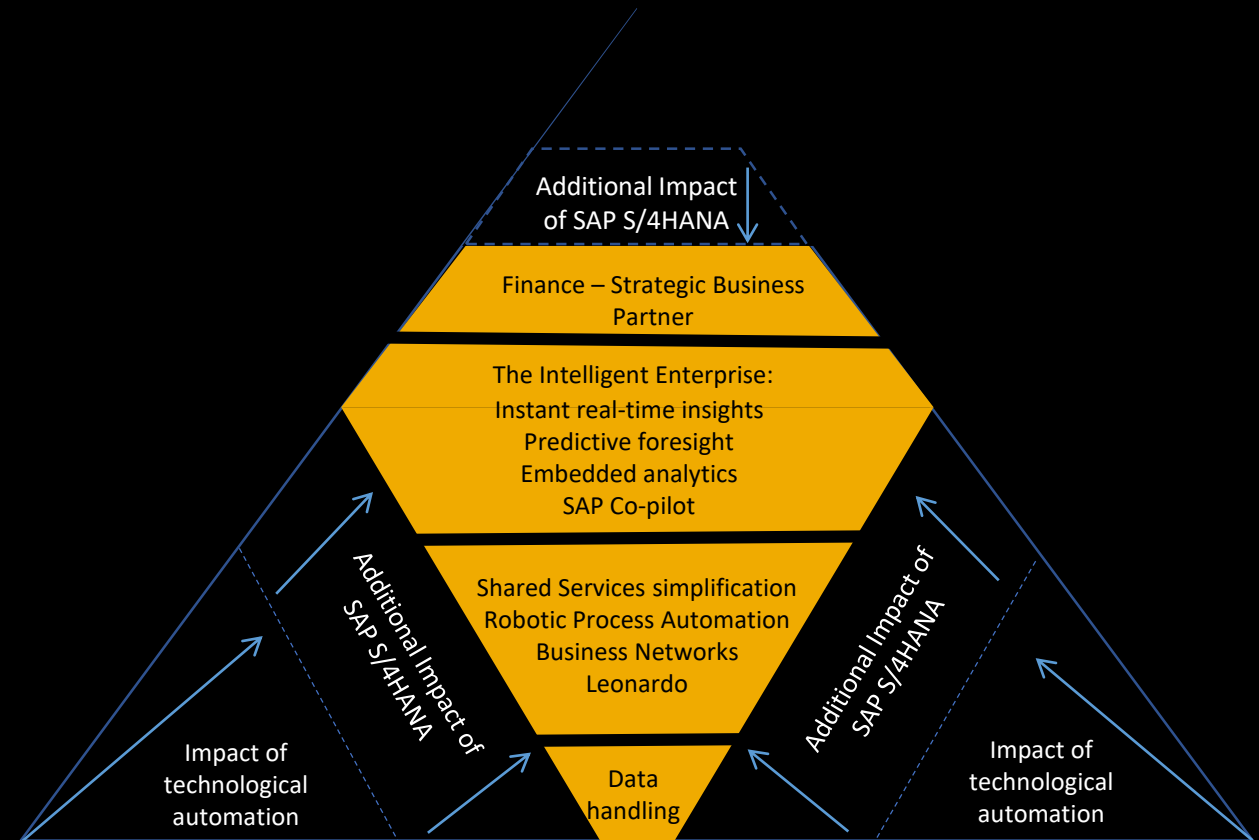 Additional Impact
of SAP S/4HANA
Finance – Strategic Business
Partner
The Intelligent Enterprise:
Instant real-time insights
Predictive foresight
Embedded analytics
SAP Co-pilot
Additional Impact of
SAP S/4HANA
Shared Services simplification
Robotic Process Automation
Business Networks
Leonardo
Additional Impact of
SAP S/4HANA
Impact of
technological
automation
Data
handling
Impact of
technological
automation